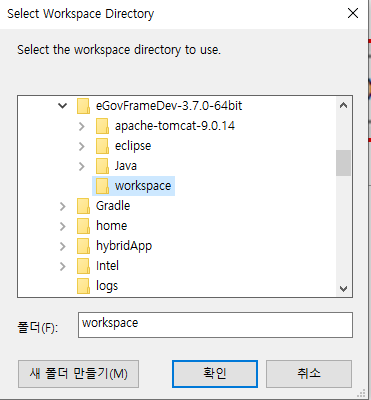 Select Workspace Directory
Select the workspace directory to use.
eGovFrameDev-3.7.0-64bit
apache-tomcat-9.0.14
eclipse
Java
workspace
Gradle
home
hybridApp
Intel
logs
폴더(F): workspace
새 폴더 만들기(M) 확인 취소